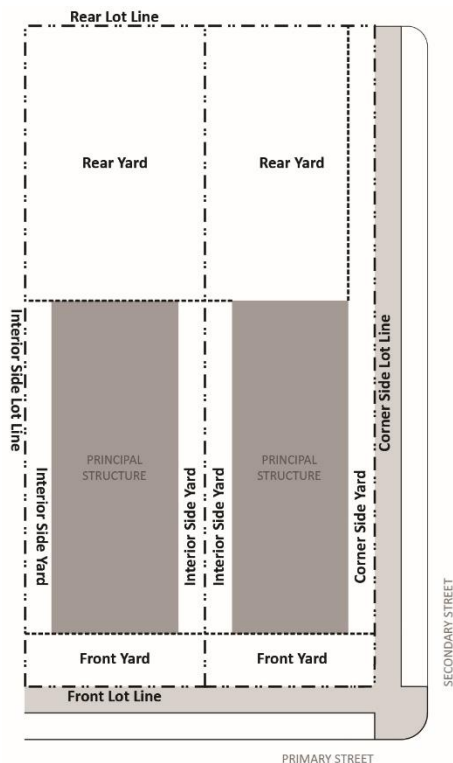 Rear Lot Line
Rear Yard
Rear Yard
Interior Side Lot Line
Corner Side Lot Line
PRINCIPAL
STRUCTURE
PRINCIPAL
STRUCTURE
Interior Side Yard
Interior Side Yard
Interior Side Yard
Corner Side Yard
SECONDARY STREET
Front Yard
Front Yard
Front Lot Line
PRIMARY STREET